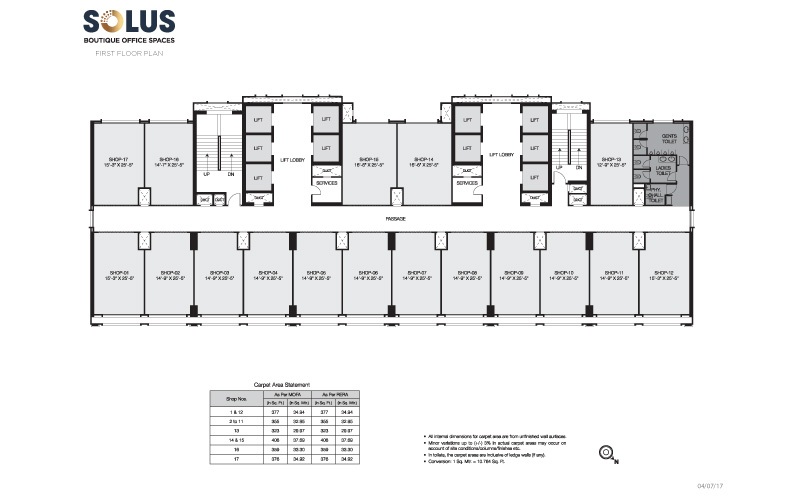 SOLUS
BOUTIQUE OFFICE SPACES
FIRST FLOOR PLAN
SHOP-17
15'-3" X 25'-5"
SHOP-16
14'-7" X 25'-5"
UP
DN
DUCT
DUCT
LIFT
LIFT
LIFT
LIFT LOBBY
LIFT
LIFT
DUCT
SERVICES
DUCT
SHOP-15
16'-6" X 25'-5"
SHOP-14
16'-6" X 25'-5"
LIFT
LIFT
DUCT
SERVICES
LIFT LOBBY
LIFT
LIFT
LIFT
DUCT
UP
DN
DUCT
DUCT
SHOP-13
12'-9" X 25'-5"
GENTS
TOILET
LADIES
TOILET
PHY.
CHALL.
TOILET
PASSAGE
SHOP-01
15'-3" X 25'-5"
SHOP-02
14'-9" X 25'-5"
SHOP-03
14'-9" X 25'-5"
SHOP-04
14'-9" X 25'-5"
SHOP-05
14'-9" X 25'-5"
SHOP-06
14'-9" X 25'-5"
SHOP-07
14'-9" X 25'-5"
SHOP-08
14'-9" X 25'-5"
SHOP-09
14'-9" X 25'-5"
SHOP-10
14'-9" X 25'-5"
SHOP-11
14'-9" X 25'-5"
SHOP-12
15'-3" X 25'-5"
Carpet Area Statement
Shop Nos. As Per MOFA As Per RERA
(In Sq. Ft.) (In Sq. Mtr.) (In Sq. Ft.) (In Sq. Mtr.)
1 & 12 377 34.94 377 34.94
2 to 11 355 32.95 355 32.95
13 323 29.97 323 29.97
14 & 15 406 37.69 406 37.69
16 359 33.30 359 33.30
17 376 34.92 376 34.92
• All internal dimensions for carpet area are from unfinished wall surfaces.
• Minor variations up to (+/-) 3% in actual carpet areas may occur on
account of site conditions/columns/finishes etc.
• In toilets, the carpet areas are inclusive of ledge walls (if any).
• Conversion: 1 Sq. Mtr. = 10.764 Sq. Ft.
N
04/07/17